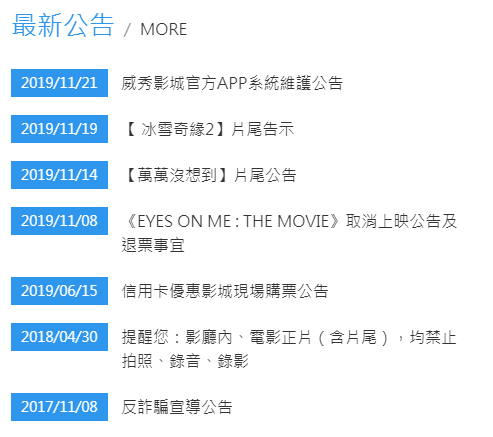 最新公告 / MORE
2019/11/21 威秀影城官方APP系統維護公告
2019/11/19 【 冰雪奇緣2】片尾告示
2019/11/14 【萬萬沒想到】片尾公告
2019/11/08 《EYES ON ME : THE MOVIE》取消上映公告及
退票事宜
2019/06/15 信用卡優惠影城現場購票公告
2018/04/30 提醒您：影廳內、電影正片（含片尾），均禁止
拍照、錄音、錄影
2017/11/08 反詐騙宣導公告